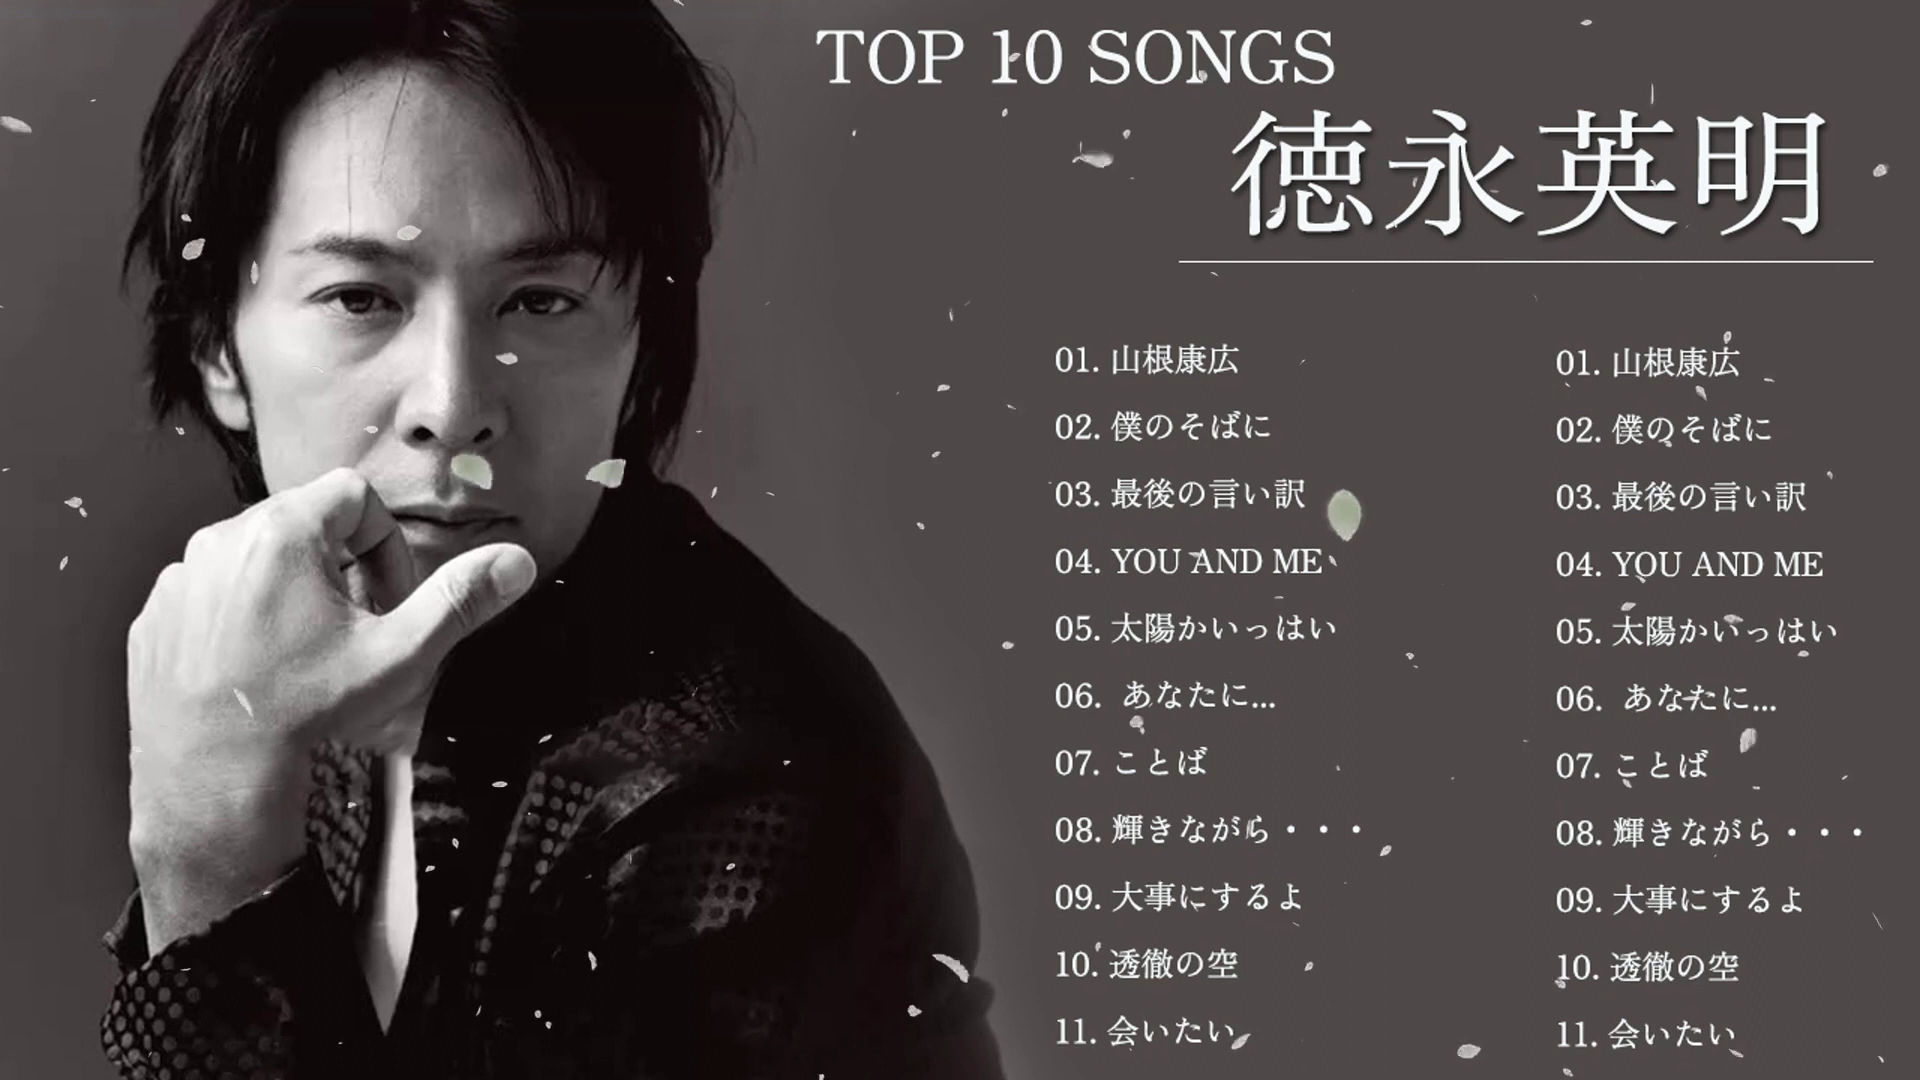 TOP 10 SONGS
徳永英明
01. 山根康広
02. 僕のそばに
03. 最後の言い訳
04. YOU AND ME
05. 太陽かいっはい
06. あなたに...
07. ことば
08. 輝きながら・・・
09. 大事にするよ
10. 透徹の空
11. 会いたい
01. 山根康広
02. 僕のそばに
03. 最後の言い訳
04. YOU AND ME
05. 太陽かいっはい
06. あなたに...
07. ことば
08. 輝きながら・・・
09. 大事にするよ
10. 透徹の空
11. 会いたい